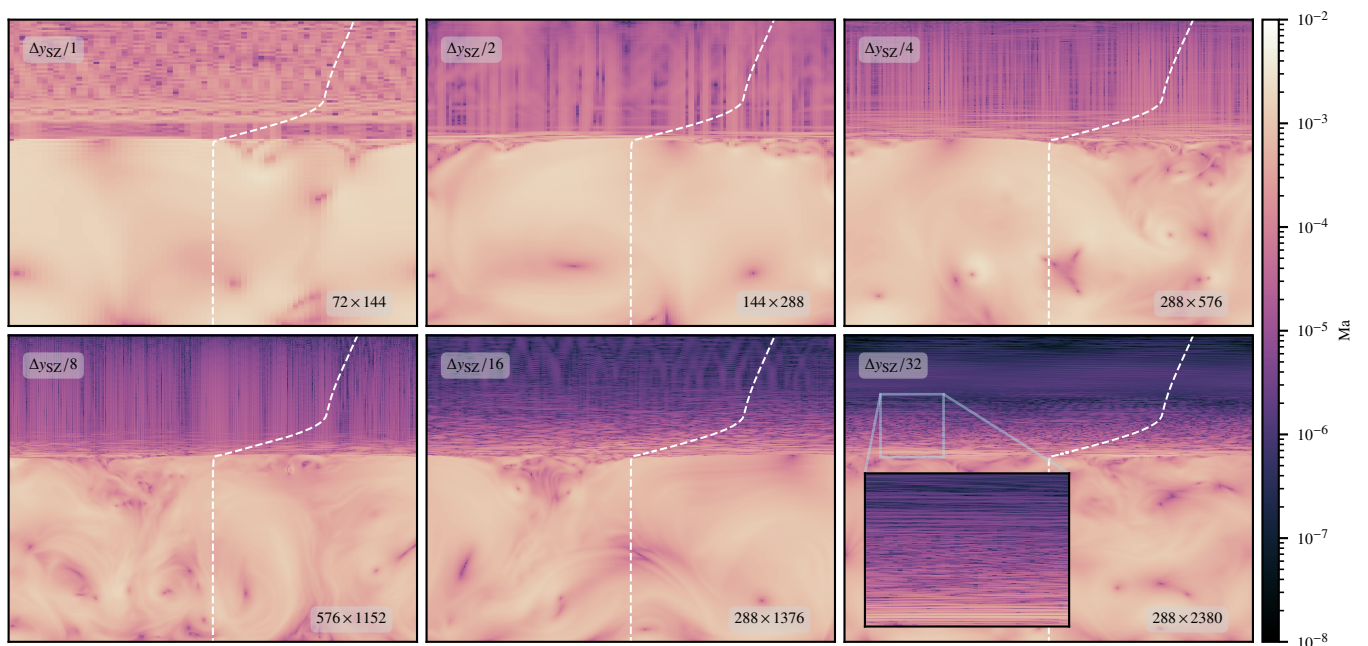 Δy_SZ/1
72×144
Δy_SZ/2
144×288
Δy_SZ/4
288×576
Δy_SZ/8
576×1152
Δy_SZ/16
288×1376
Δy_SZ/32
288×2380
10⁻²
10⁻³
10⁻⁴
10⁻⁵
10⁻⁶
10⁻⁷
10⁻⁸
Ma